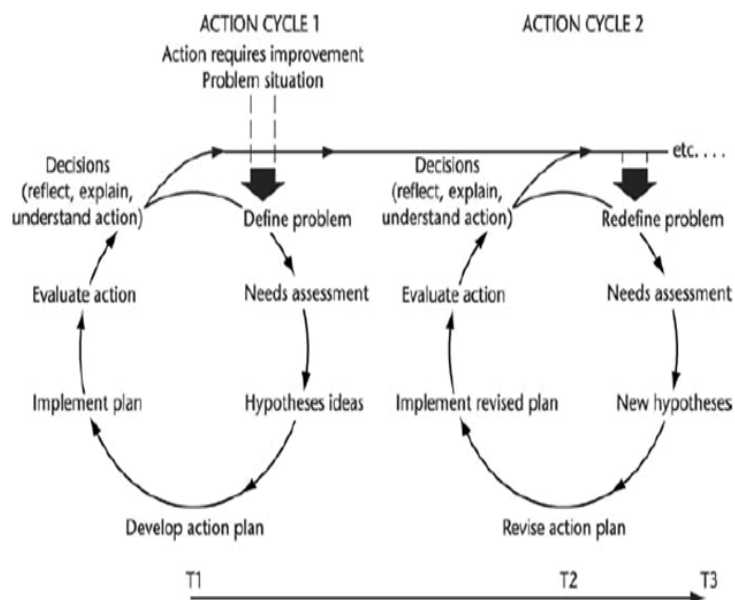 ACTION CYCLE 1
Action requires improvement
Problem situation
Decisions
(reflect, explain,
understand action)
Define problem
Evaluate action
Needs assessment
Implement plan
Hypotheses ideas
Develop action plan
ACTION CYCLE 2
etc. . . .
Decisions
(reflect, explain,
understand action)
Redefine problem
Evaluate action
Needs assessment
Implement revised plan
New hypotheses
Revise action plan
T1
T2
T3